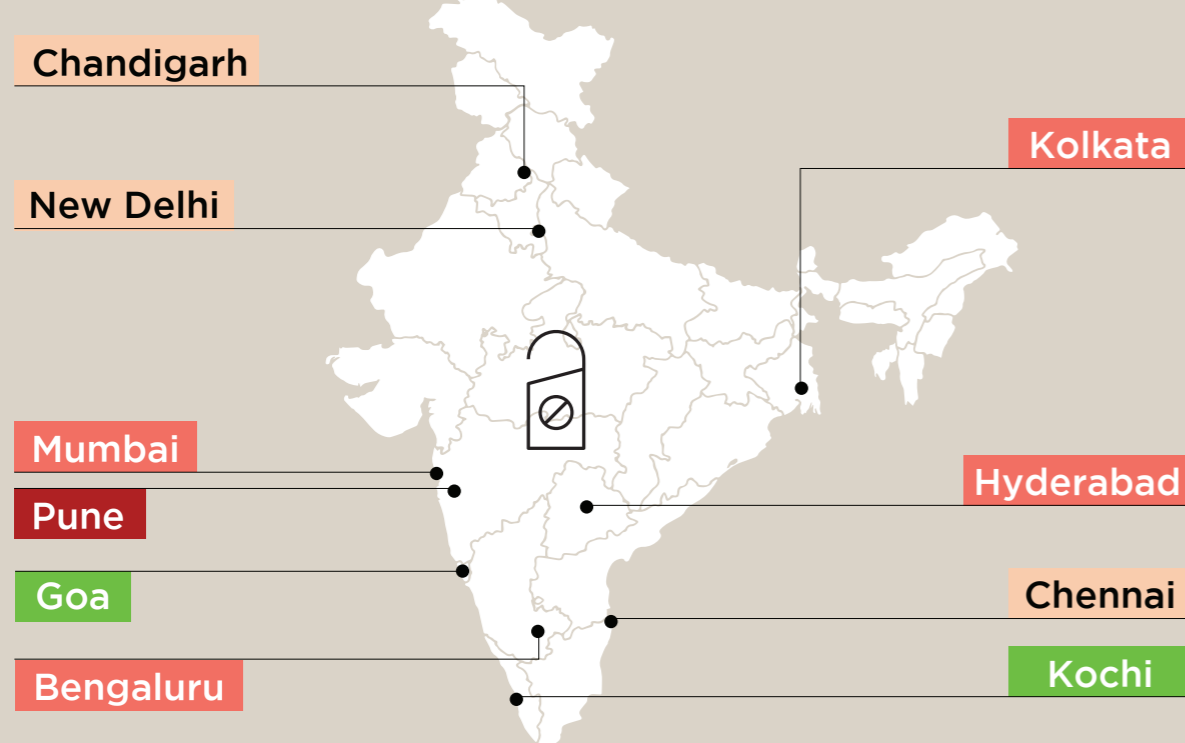 Chandigarh
New Delhi
Kolkata
Mumbai
Pune
Goa
Bengaluru
Hyderabad
Chennai
Kochi